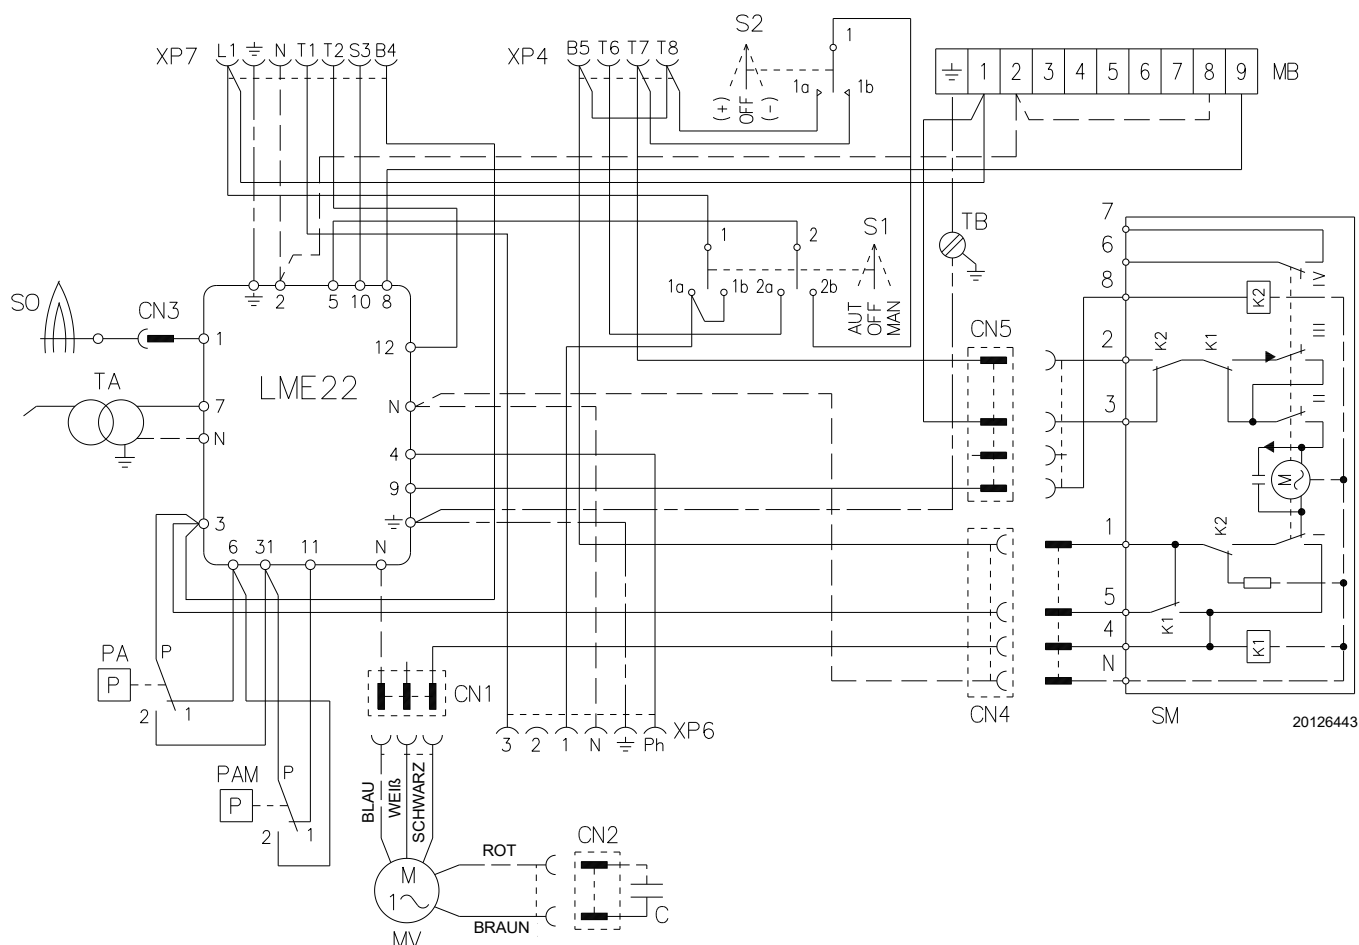 XP7 L1 N T1 T2 S3 B4
XP4 B5 T6 T7 T8
S2
1
1a 1b
(+) OFF (-)
1 2 3 4 5 6 7 8 9 MB
TB
S1
1 2
1a 1b 2a 2b
AUT
OFF
MAN
SO
CN3
1
2 5 10 8
12
TA
7
N
LME22
N
4
9
3
6 31 11 N
CN5
7
6
8
2
3
1
5
4
N
K2
IV
K2 K1
III
II
M
K2
I
K1
K1
CN4
SM
20126443
PA
P
P
2 1
PAM
P
P
2 1
CN1
3 2 1 N Ph XP6
BLAU
WEIß
SCHWARZ
M
1
MV
ROT
BRAUN
CN2
C